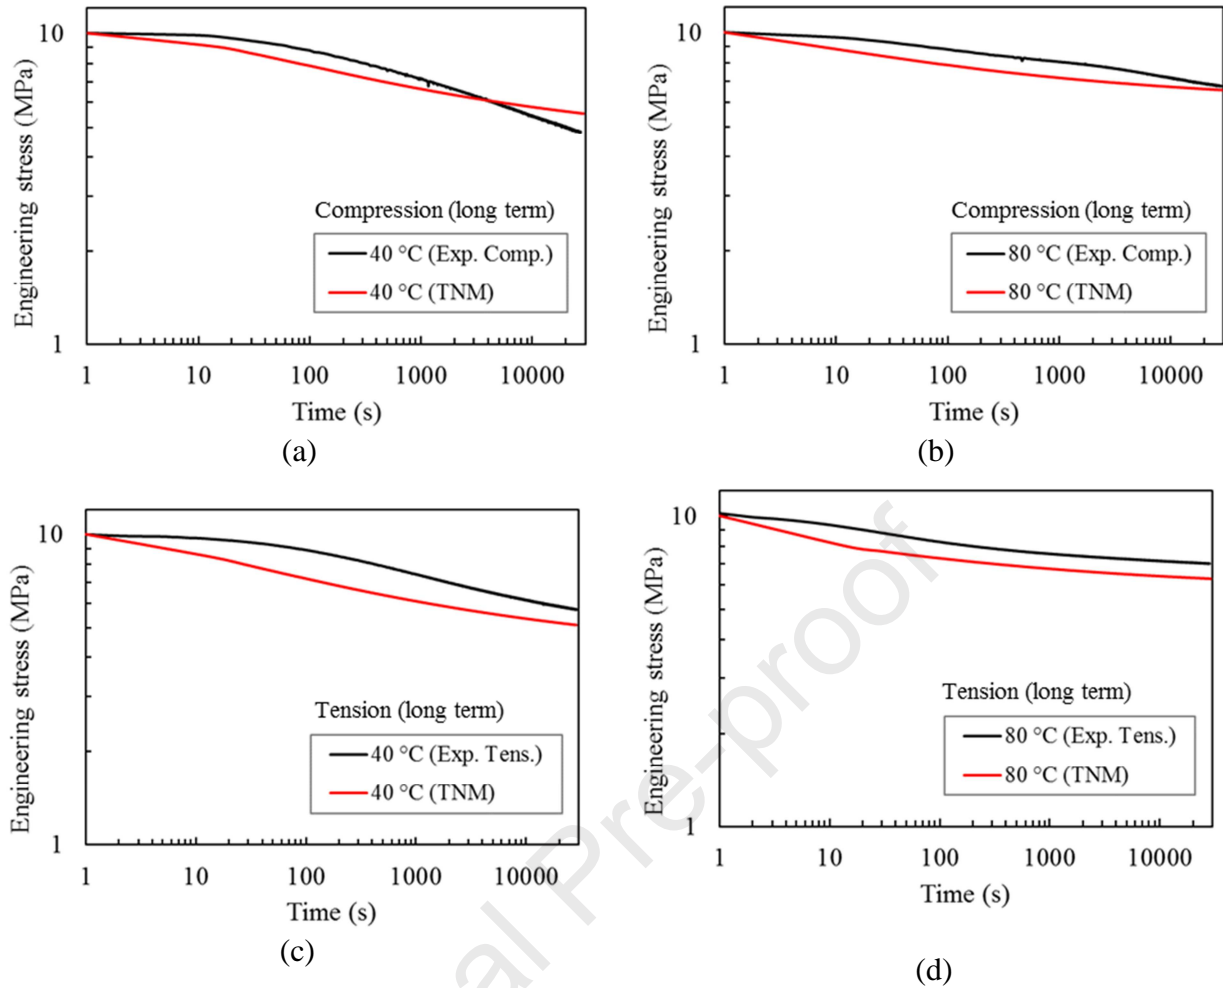 10
Engineering stress (MPa)
Compression (long term)
40 °C (Exp. Comp.)
40 °C (TNM)
1
1 10 100 1000 10000
Time (s)
(a)
10
Engineering stress (MPa)
Compression (long term)
80 °C (Exp. Comp.)
80 °C (TNM)
1
1 10 100 1000 10000
Time (s)
(b)
10
Engineering stress (MPa)
Tension (long term)
40 °C (Exp. Tens.)
40 °C (TNM)
1
1 10 100 1000 10000
Time (s)
(c)
10
Engineering stress (MPa)
Tension (long term)
80 °C (Exp. Tens.)
80 °C (TNM)
1
1 10 100 1000 10000
Time (s)
(d)
al Pre-proof